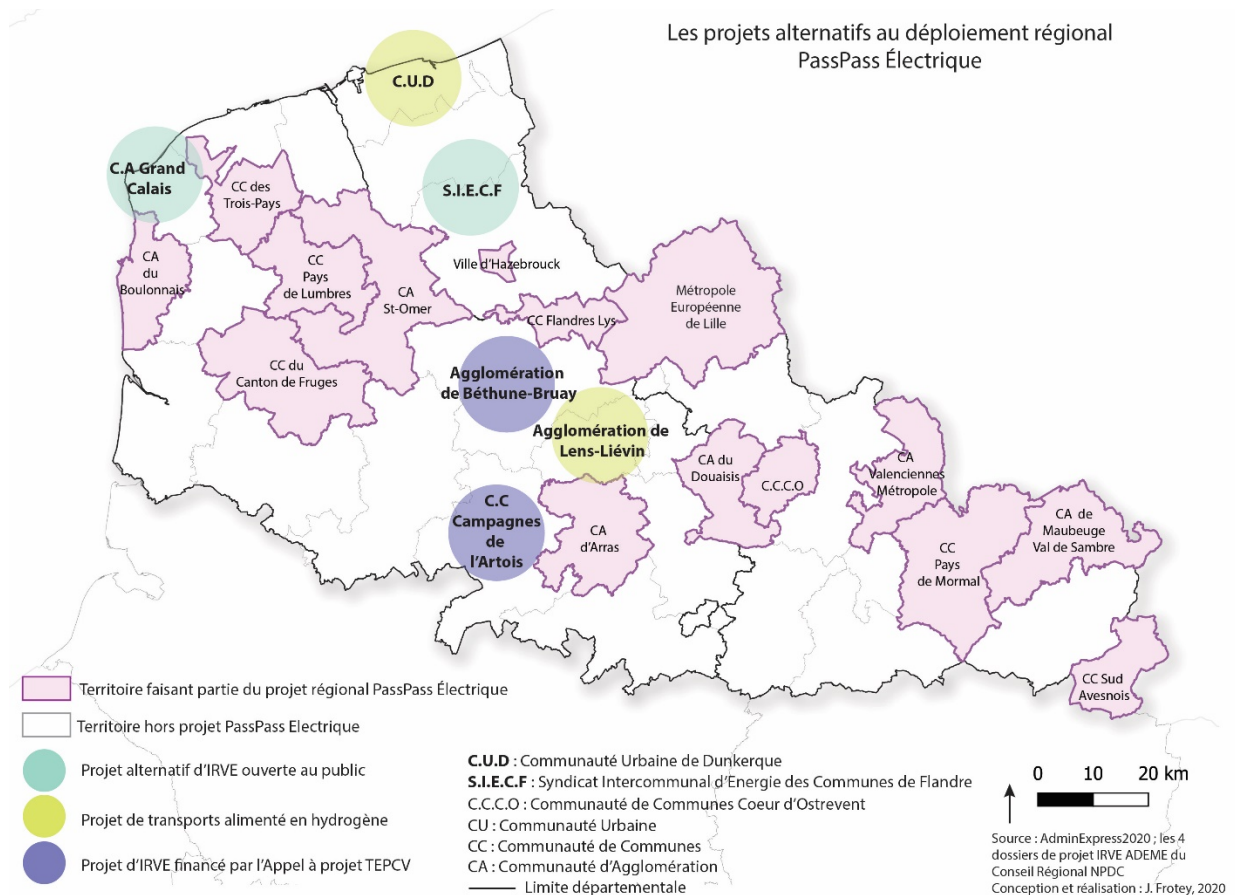 Les projets alternatifs au déploiement régional
PassPass Électrique
C.U.D
C.A Grand
Calais
CC des
Trois-Pays
S.I.E.C.F
CA
du
Boulonnais
CC
Pays
de Lumbres
CA
St-Omer
Ville d'Hazebrouck
CC Flandres Lys
Métropole
Européenne
de Lille
CC du
Canton de Fruges
Agglomération
de Béthune-Bruay
Agglomération de
Lens-Liévin
CA du
Douaisis
C.C.C.O
CA
Valenciennes
Métropole
C.C
Campagnes
de
l'Artois
CA
d'Arras
CC
Pays
de Mormal
CA de
Maubeuge
Val de Sambre
CC Sud
Avesnois
Territoire faisant partie du projet régional PassPass Électrique
Territoire hors projet PassPass Electrique
Projet alternatif d'IRVE ouverte au public
Projet de transports alimenté en hydrogène
Projet d'IRVE financé par l'Appel à projet TEPCV
C.U.D : Communauté Urbaine de Dunkerque
S.I.E.C.F : Syndicat Intercommunal d'Energie des Communes de Flandre
C.C.C.O : Communauté de Communes Coeur d'Ostrevent
CU : Communauté Urbaine
CC : Communauté de Communes
CA : Communauté d'Agglomération
Limite départementale
0 10 20 km
Source : AdminExpress2020 ; les 4
dossiers de projet IRVE ADEME du
Conseil Régional NPDC
Conception et réalisation : J. Frotey, 2020